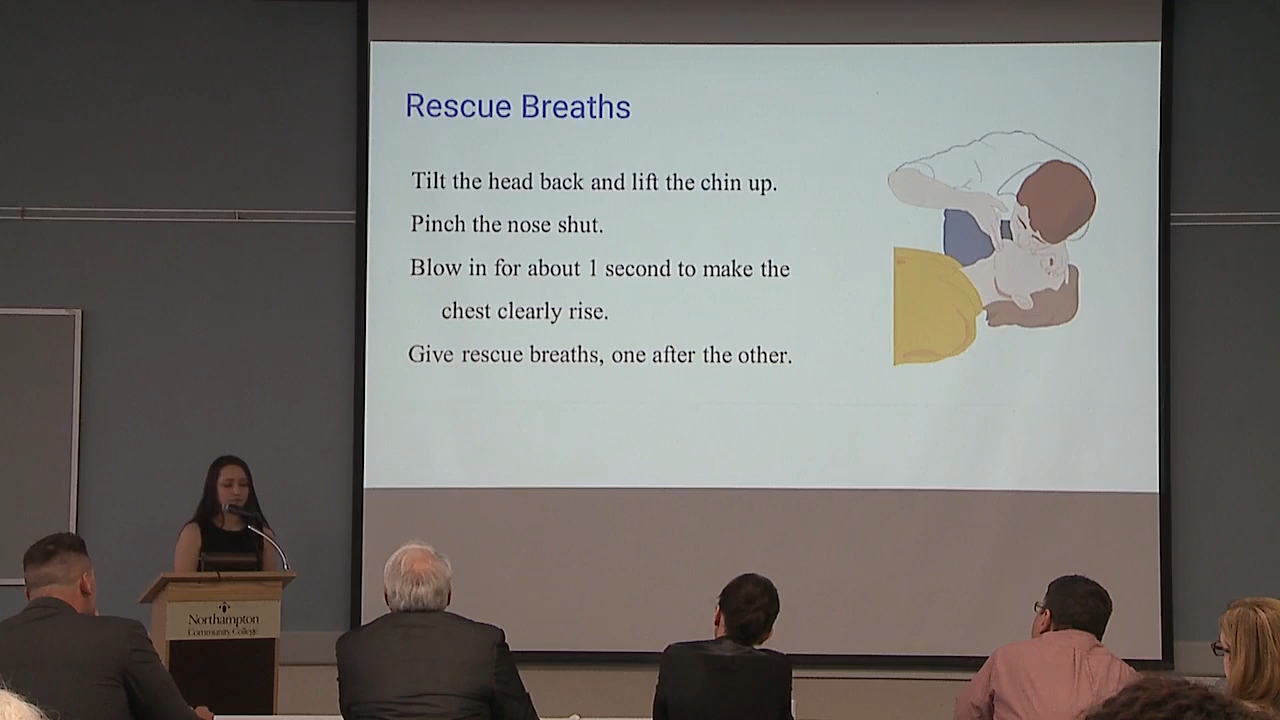 Rescue Breaths
Tilt the head back and lift the chin up.
Pinch the nose shut.
Blow in for about 1 second to make the
chest clearly rise.
Give rescue breaths, one after the other.
Northampton
Community College